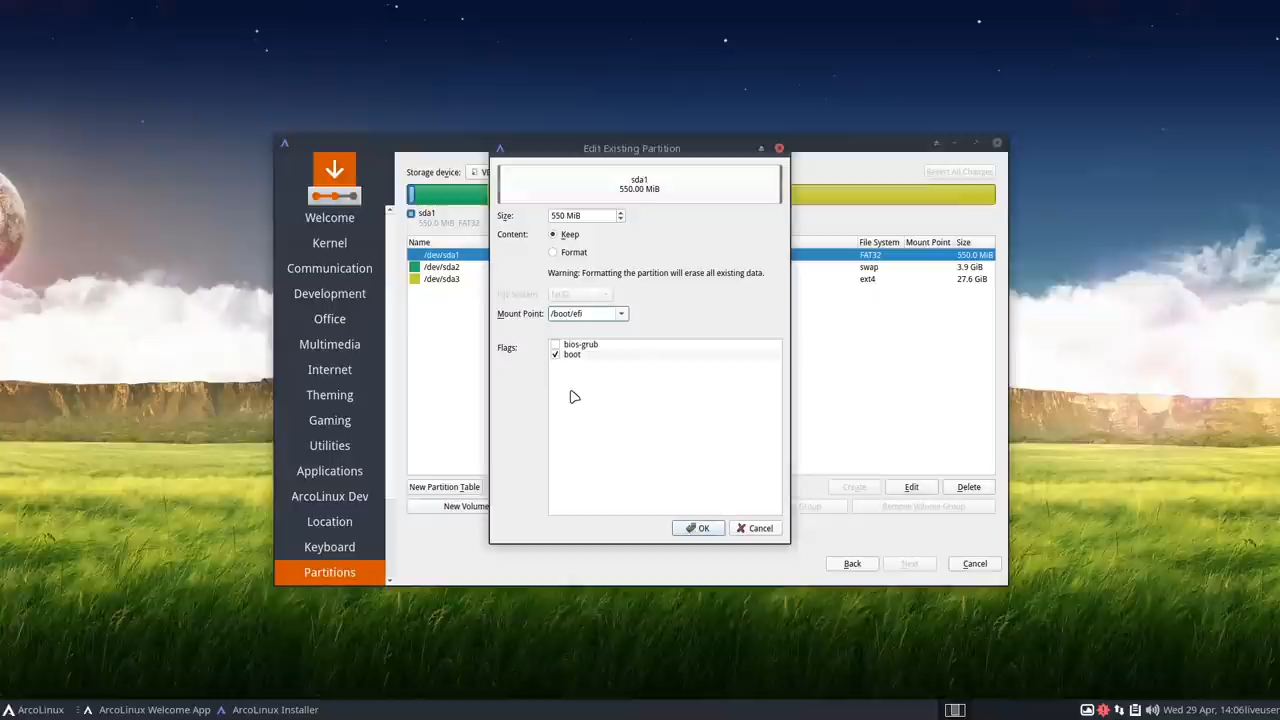 Edit Existing Partition
sda1
550.00 MiB
Size: 550 MiB
Content: Keep
Format
Warning: Formatting the partition will erase all existing data.
File System: fat32
Mount Point: /boot/efi
Flags: bios-grub
boot
OK Cancel
Welcome
Kernel
Communication
Development
Office
Multimedia
Internet
Theming
Gaming
Utilities
Applications
ArcoLinux Dev
Location
Keyboard
Partitions
Storage device: VB
Revert All Changes
sda1
550.0 MiB FAT32
Name File System Mount Point Size
/dev/sda1 FAT32 550.0 MiB
/dev/sda2 swap 3.9 GiB
/dev/sda3 ext4 27.6 GiB
New Partition Table Create Edit Delete
New Volume Group Remove Volume Group
Back Next Cancel
ArcoLinux ArcoLinux Welcome App ArcoLinux Installer Wed 29 Apr, 14:06 liveuser